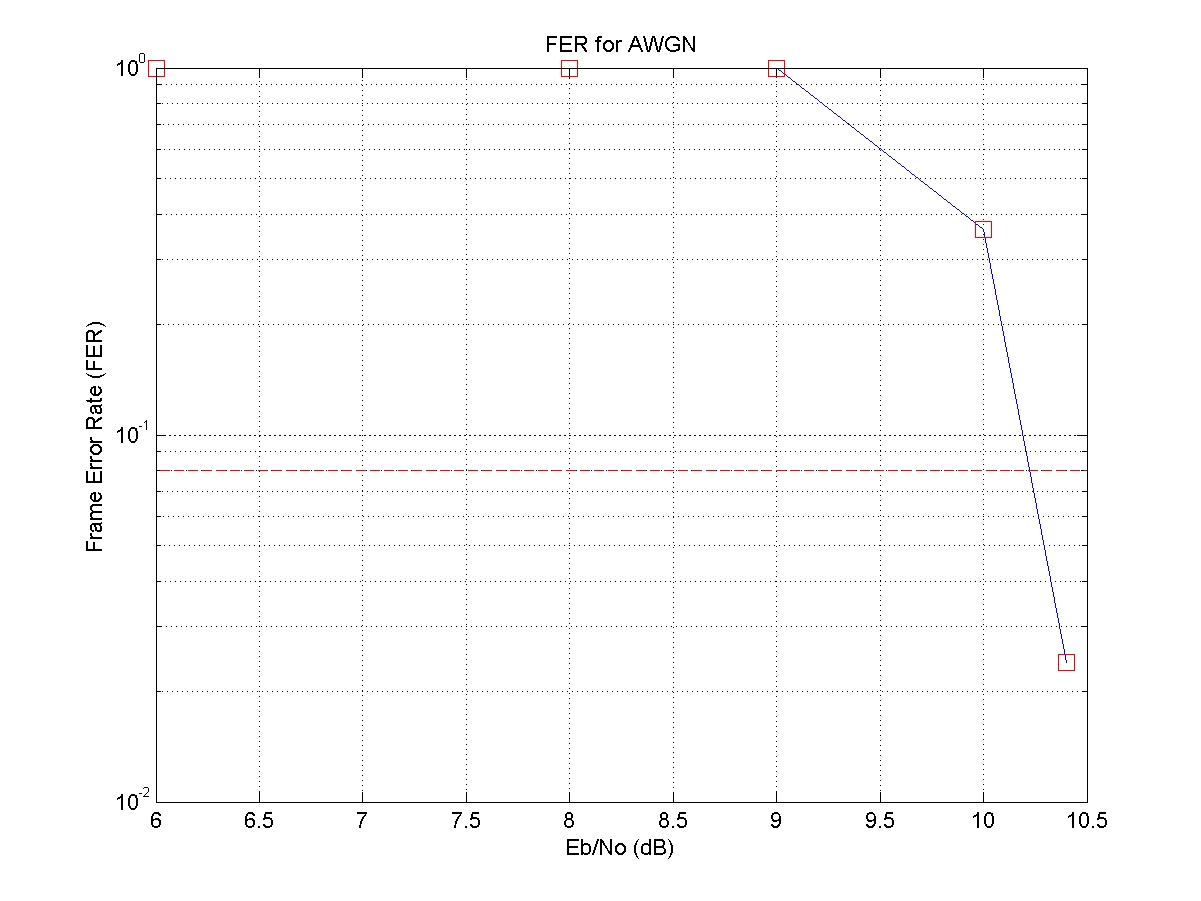 FER for AWGN
10^0
10^-1
10^-2
Frame Error Rate (FER)
6 6.5 7 7.5 8 8.5 9 9.5 10 10.5
Eb/No (dB)